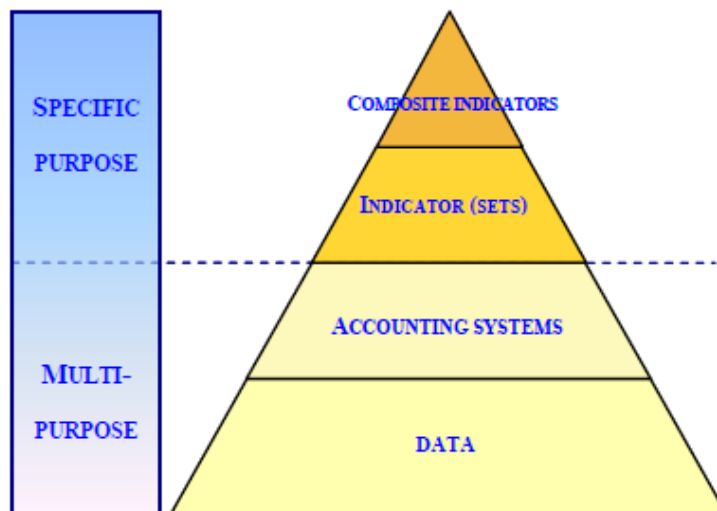 SPECIFIC
PURPOSE
MULTI-
PURPOSE
COMPOSITE INDICATORS
INDICATOR (SETS)
ACCOUNTING SYSTEMS
DATA